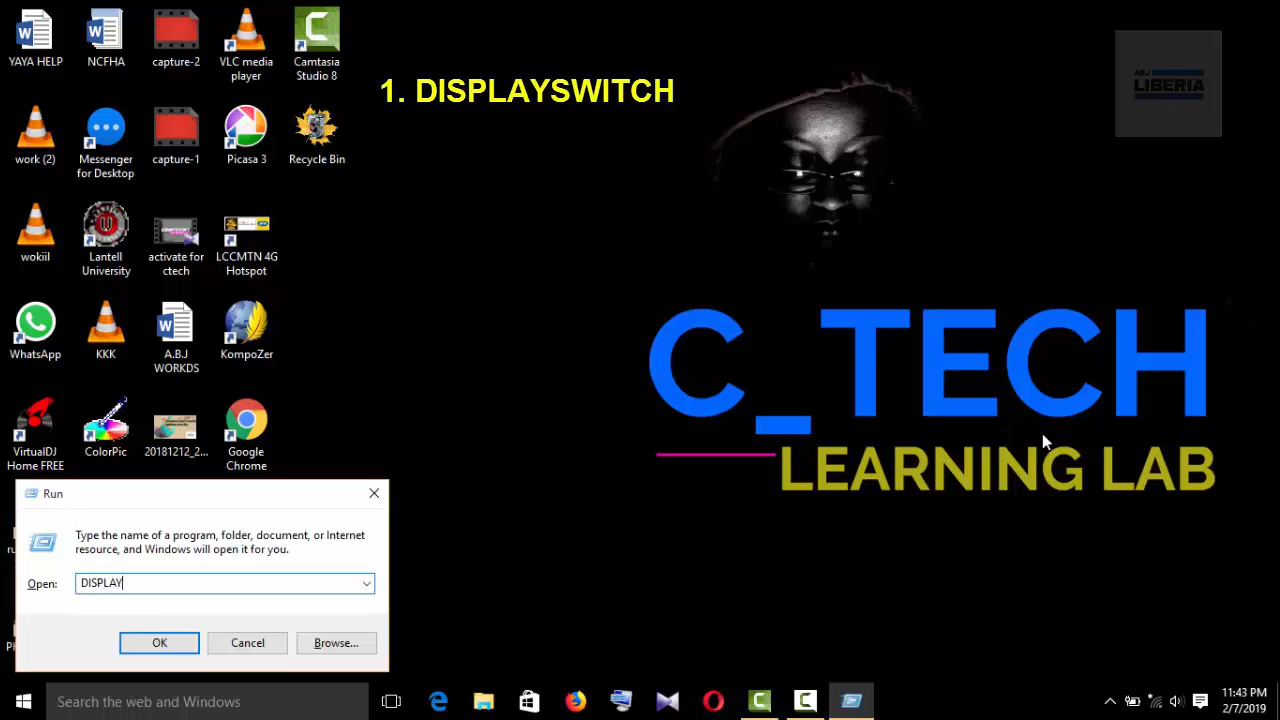 YAYA HELP
NCFHA
capture-2
VLC media
player
Camtasia
Studio 8
1. DISPLAYSWITCH
ABJ
LIBERIA
work (2)
Messenger
for Desktop
capture-1
Picasa 3
Recycle Bin
wokiil
Lantell
University
activate for
ctech
LCCMTN 4G
Hotspot
WhatsApp
KKK
A.B.J
WORKDS
KompoZer
C_TECH
LEARNING LAB
VirtualDJ
Home FREE
ColorPic
20181212_2...
Google
Chrome
Run
Type the name of a program, folder, document, or Internet
resource, and Windows will open it for you.
Open:
DISPLAY
OK
Cancel
Browse...
Search the web and Windows
11:43 PM
2/7/2019